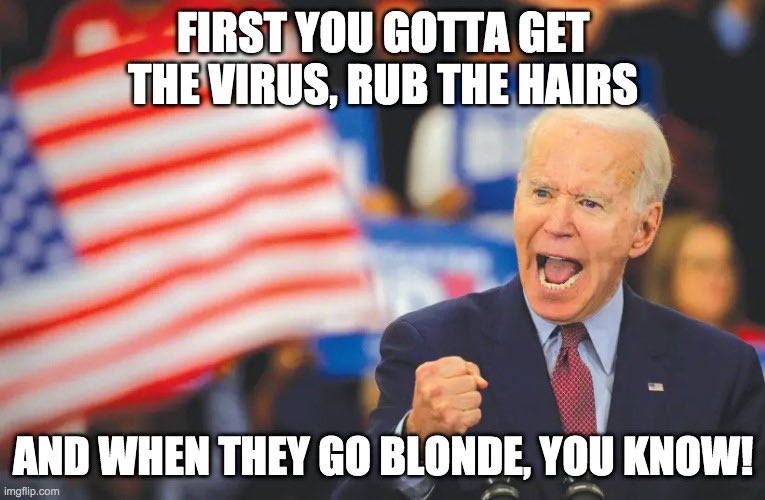 FIRST YOU GOTTA GET
THE VIRUS, RUB THE HAIRS
AND WHEN THEY GO BLONDE, YOU KNOW!
imgflip.com